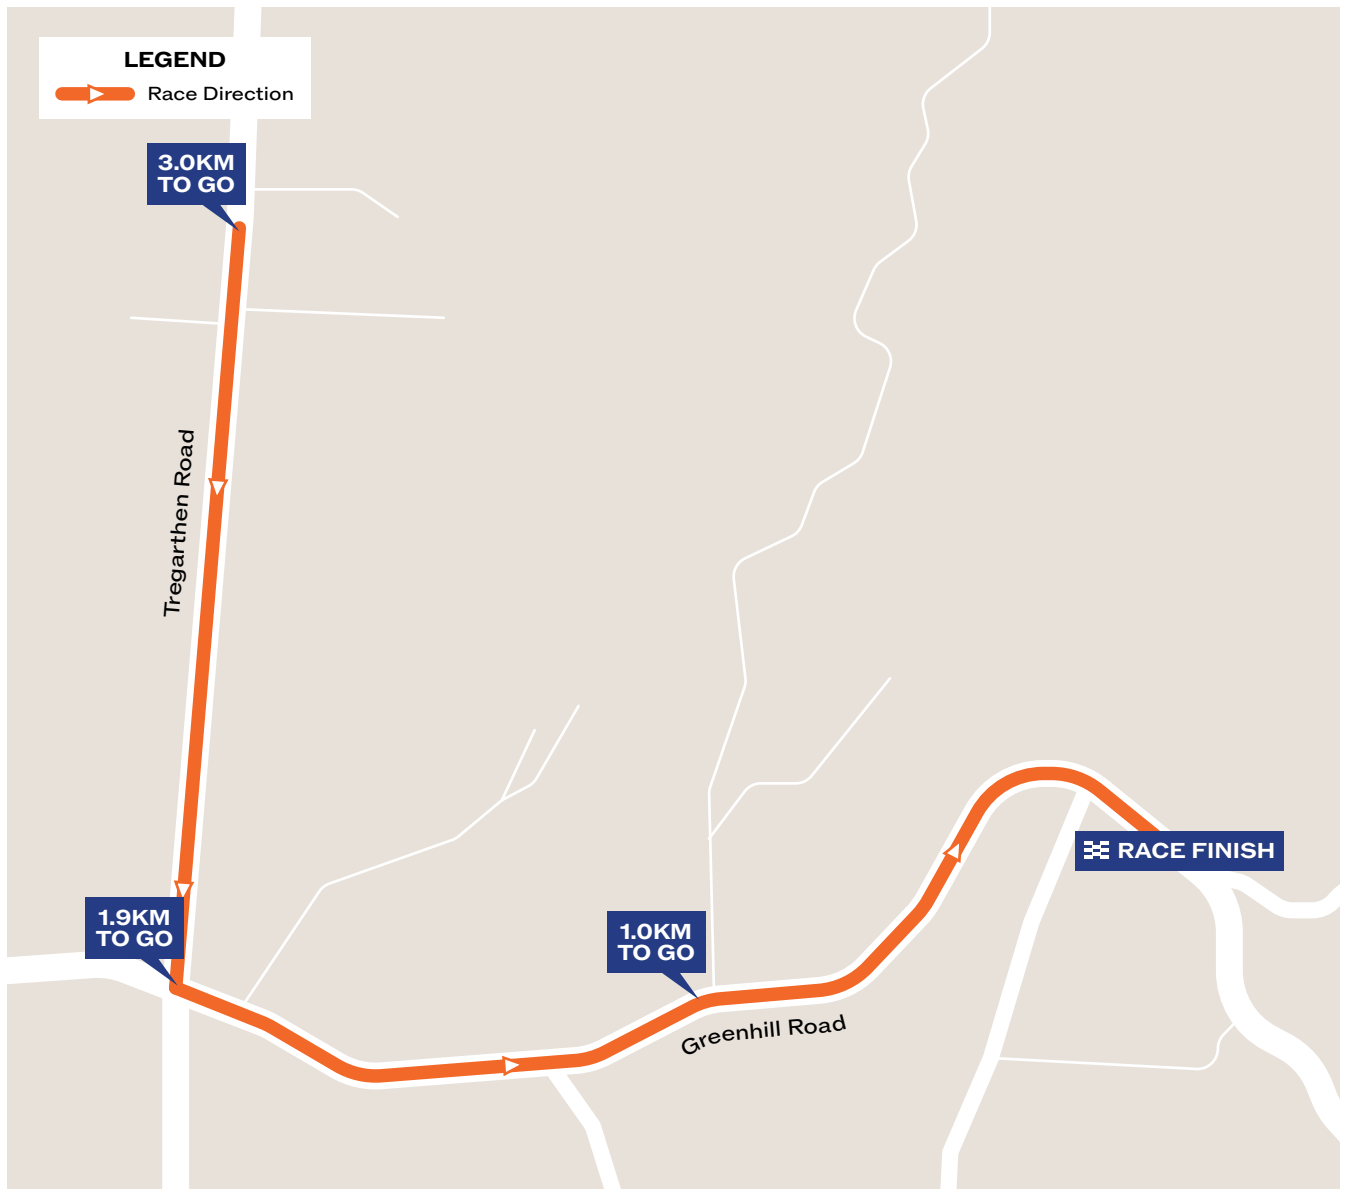 LEGEND
Race Direction
3.0KM
TO GO
Tregarthen Road
1.9KM
TO GO
1.0KM
TO GO
Greenhill Road
RACE FINISH